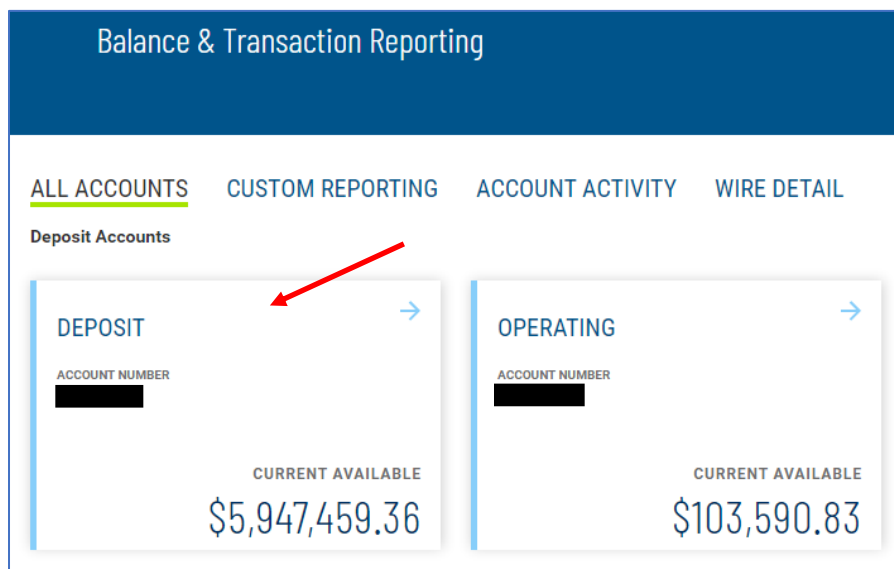 Balance & Transaction Reporting
ALL ACCOUNTS CUSTOM REPORTING ACCOUNT ACTIVITY WIRE DETAIL
Deposit Accounts
DEPOSIT
ACCOUNT NUMBER
CURRENT AVAILABLE
$5,947,459.36
OPERATING
ACCOUNT NUMBER
CURRENT AVAILABLE
$103,590.83